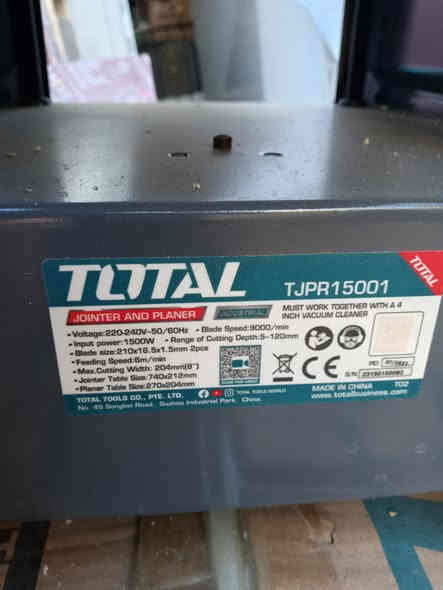 TOTAL
TJPR15001
TOTAL
JOINTER AND PLANER
INDUSTRIAL
MUST WORK TOGETHER WITH A 4
INCH VACUUM CLEANER
• Voltage:220-240V~50/60Hz • Blade Speed:9000/min
• Input power:1500W • Range of Cutting Depth:5-120mm
• Blade size:210x16.5x1.5mm 2pcs
• Feeding Speed:6m/min
• Max.Cutting Width: 204mm(8")
• Jointer Table Size:740x212mm
• Planer Table Size:270x204mm
CE
S/N:
TOTAL TOOLS CO., PTE. LTD.
TOTAL TOOLS WORLD
No. 45 Songbei Road, Suzhou Industrial Park, China.
MADE IN CHINA
T02
www.totalbusiness.com